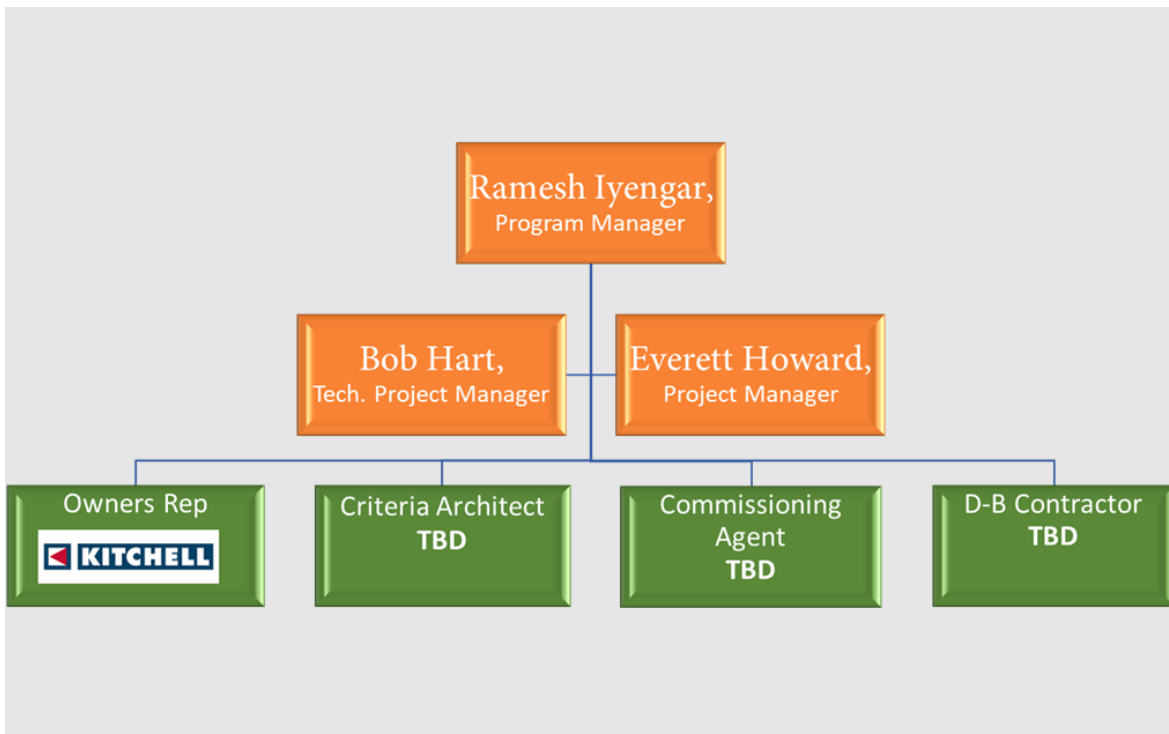 Ramesh Iyengar,
Program Manager
Bob Hart,
Tech. Project Manager
Everett Howard,
Project Manager
Owners Rep
KITCHELL
Criteria Architect
TBD
Commissioning
Agent
TBD
D-B Contractor
TBD